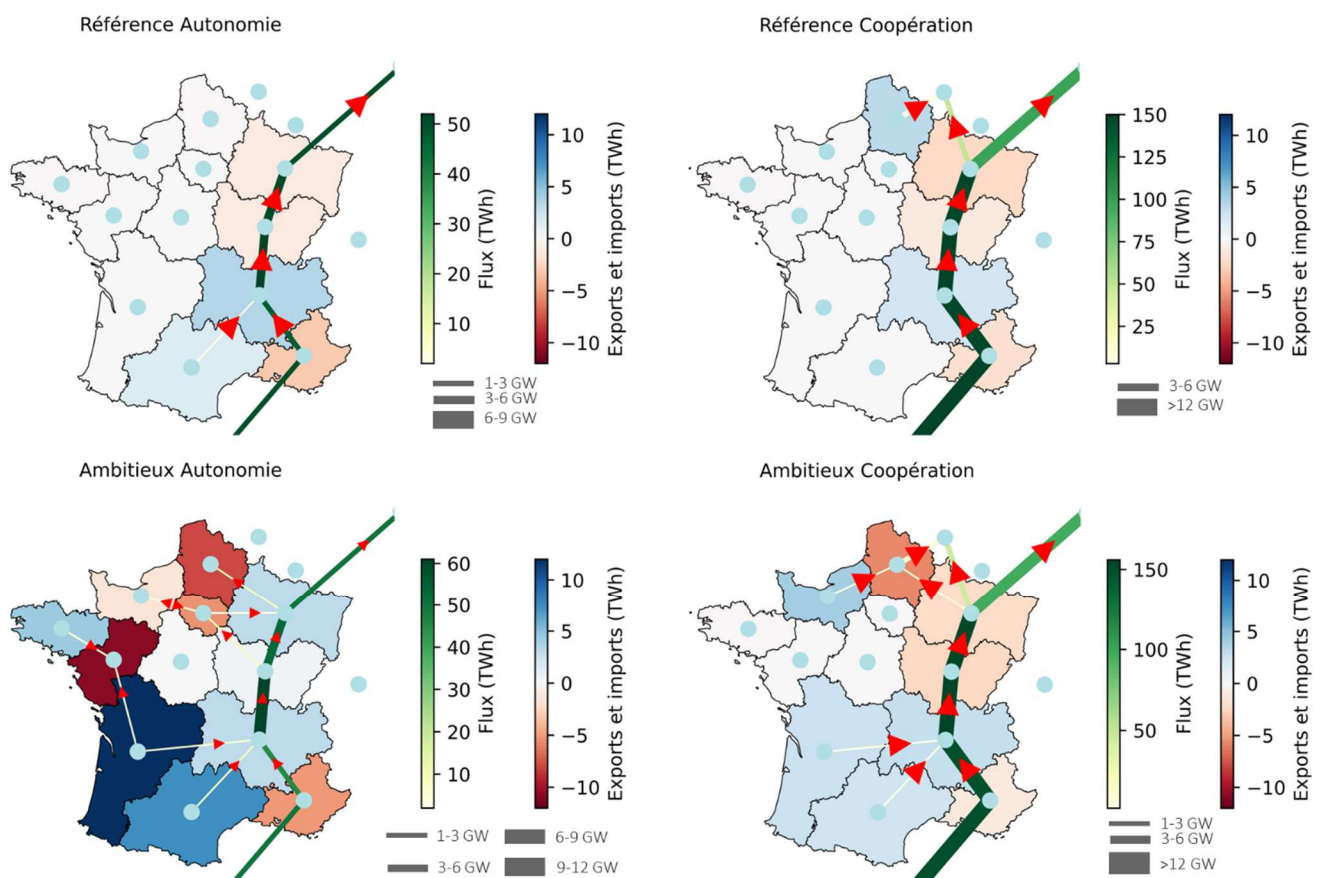 Référence Autonomie
50
40
30
20
10
Flux (TWh)
10
5
0
−5
−10
Exports et imports (TWh)
1-3 GW
3-6 GW
6-9 GW
Référence Coopération
150
125
100
75
50
25
Flux (TWh)
10
5
0
−5
−10
Exports et imports (TWh)
3-6 GW
>12 GW
Ambitieux Autonomie
60
50
40
30
20
10
Flux (TWh)
10
5
0
−5
−10
Exports et imports (TWh)
1-3 GW
6-9 GW
3-6 GW
9-12 GW
Ambitieux Coopération
150
100
50
Flux (TWh)
10
5
0
−5
−10
Exports et imports (TWh)
1-3 GW
3-6 GW
>12 GW